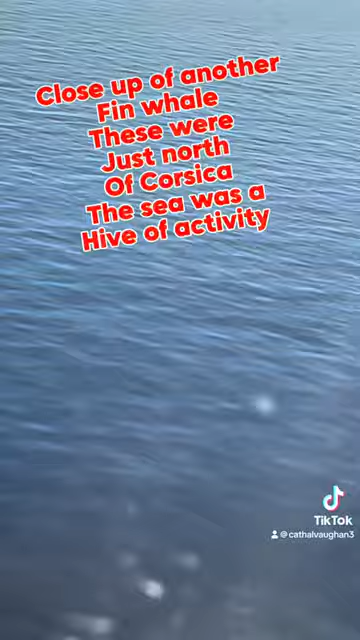 Close up of another
Fin whale
These were
Just north
Of Corsica
The sea was a
Hive of activity
TikTok
@cathalvaughan3